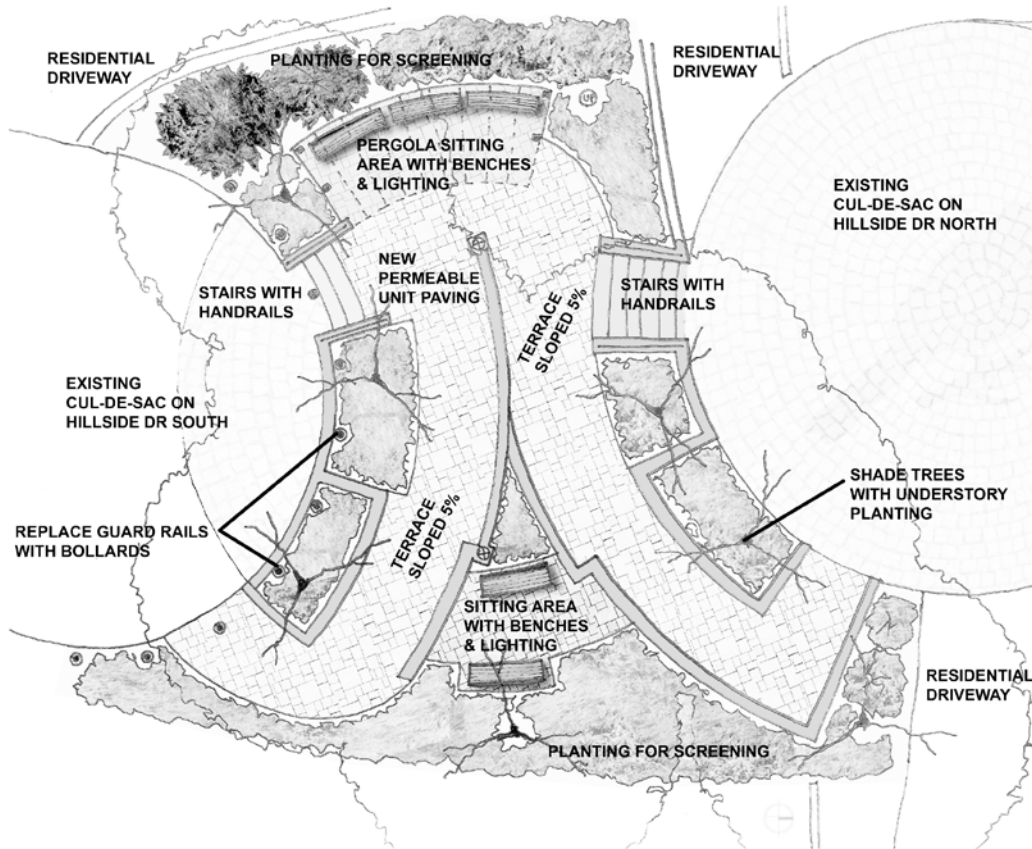 RESIDENTIAL
DRIVEWAY
PLANTING FOR SCREENING
RESIDENTIAL
DRIVEWAY
PERGOLA SITTING
AREA WITH BENCHES
& LIGHTING
EXISTING
CUL-DE-SAC ON
HILLSIDE DR NORTH
NEW
PERMEABLE
UNIT PAVING
STAIRS WITH
HANDRAILS
STAIRS WITH
HANDRAILS
TERRACE
SLOPED 5%
EXISTING
CUL-DE-SAC ON
HILLSIDE DR SOUTH
SHADE TREES
WITH UNDERSTORY
PLANTING
REPLACE GUARD RAILS
WITH BOLLARDS
TERRACE
SLOPED 5%
SITTING AREA
WITH BENCHES
& LIGHTING
RESIDENTIAL
DRIVEWAY
PLANTING FOR SCREENING